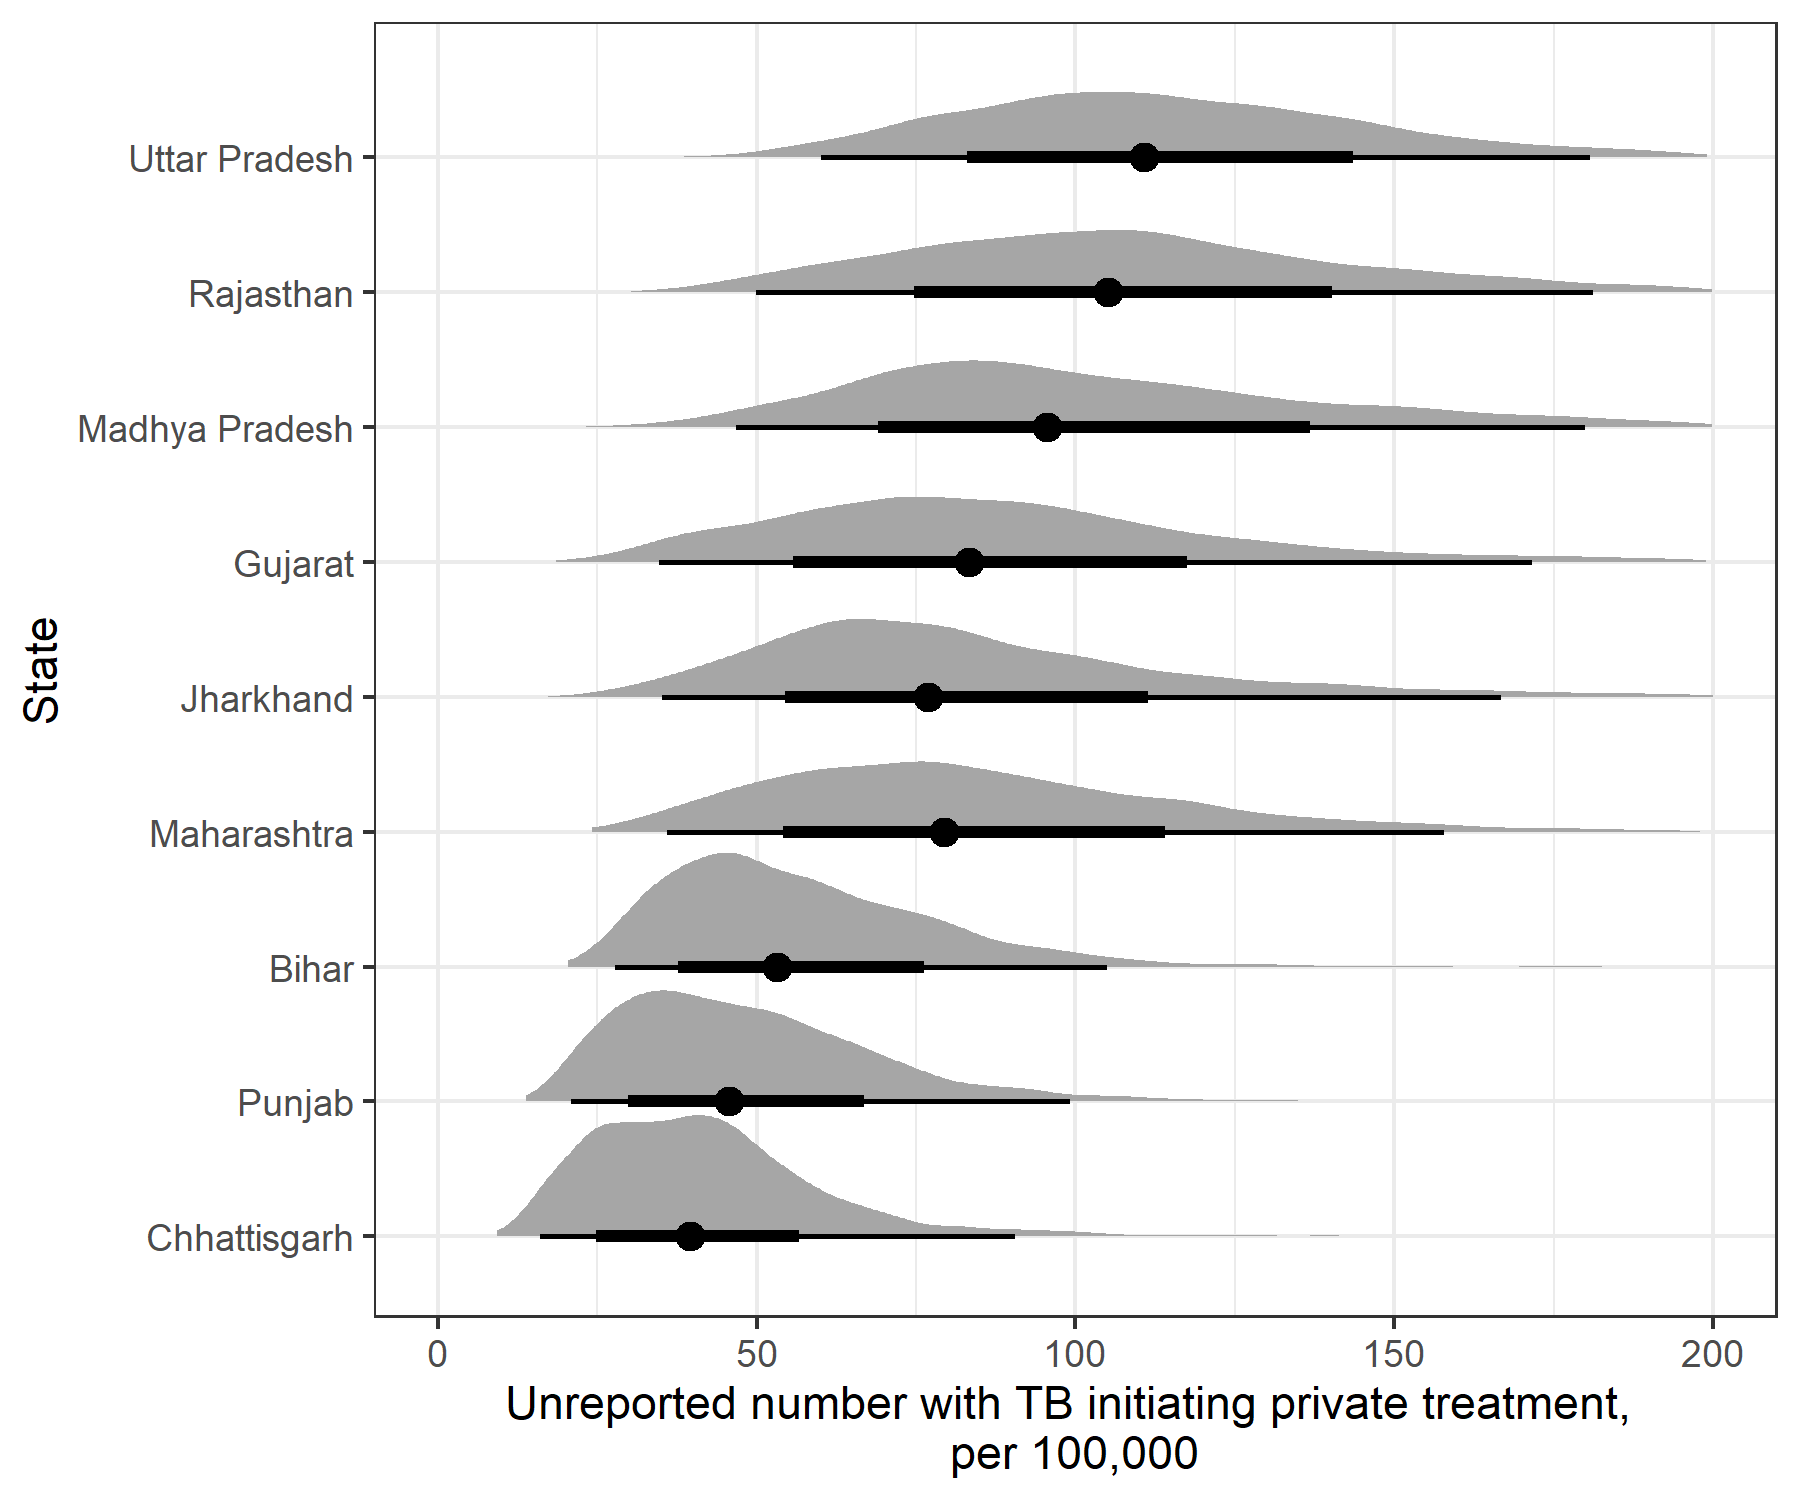 Uttar Pradesh
Rajasthan
Madhya Pradesh
Gujarat
Jharkhand
Maharashtra
Bihar
Punjab
Chhattisgarh
State
0 50 100 150 200
Unreported number with TB initiating private treatment,
per 100,000